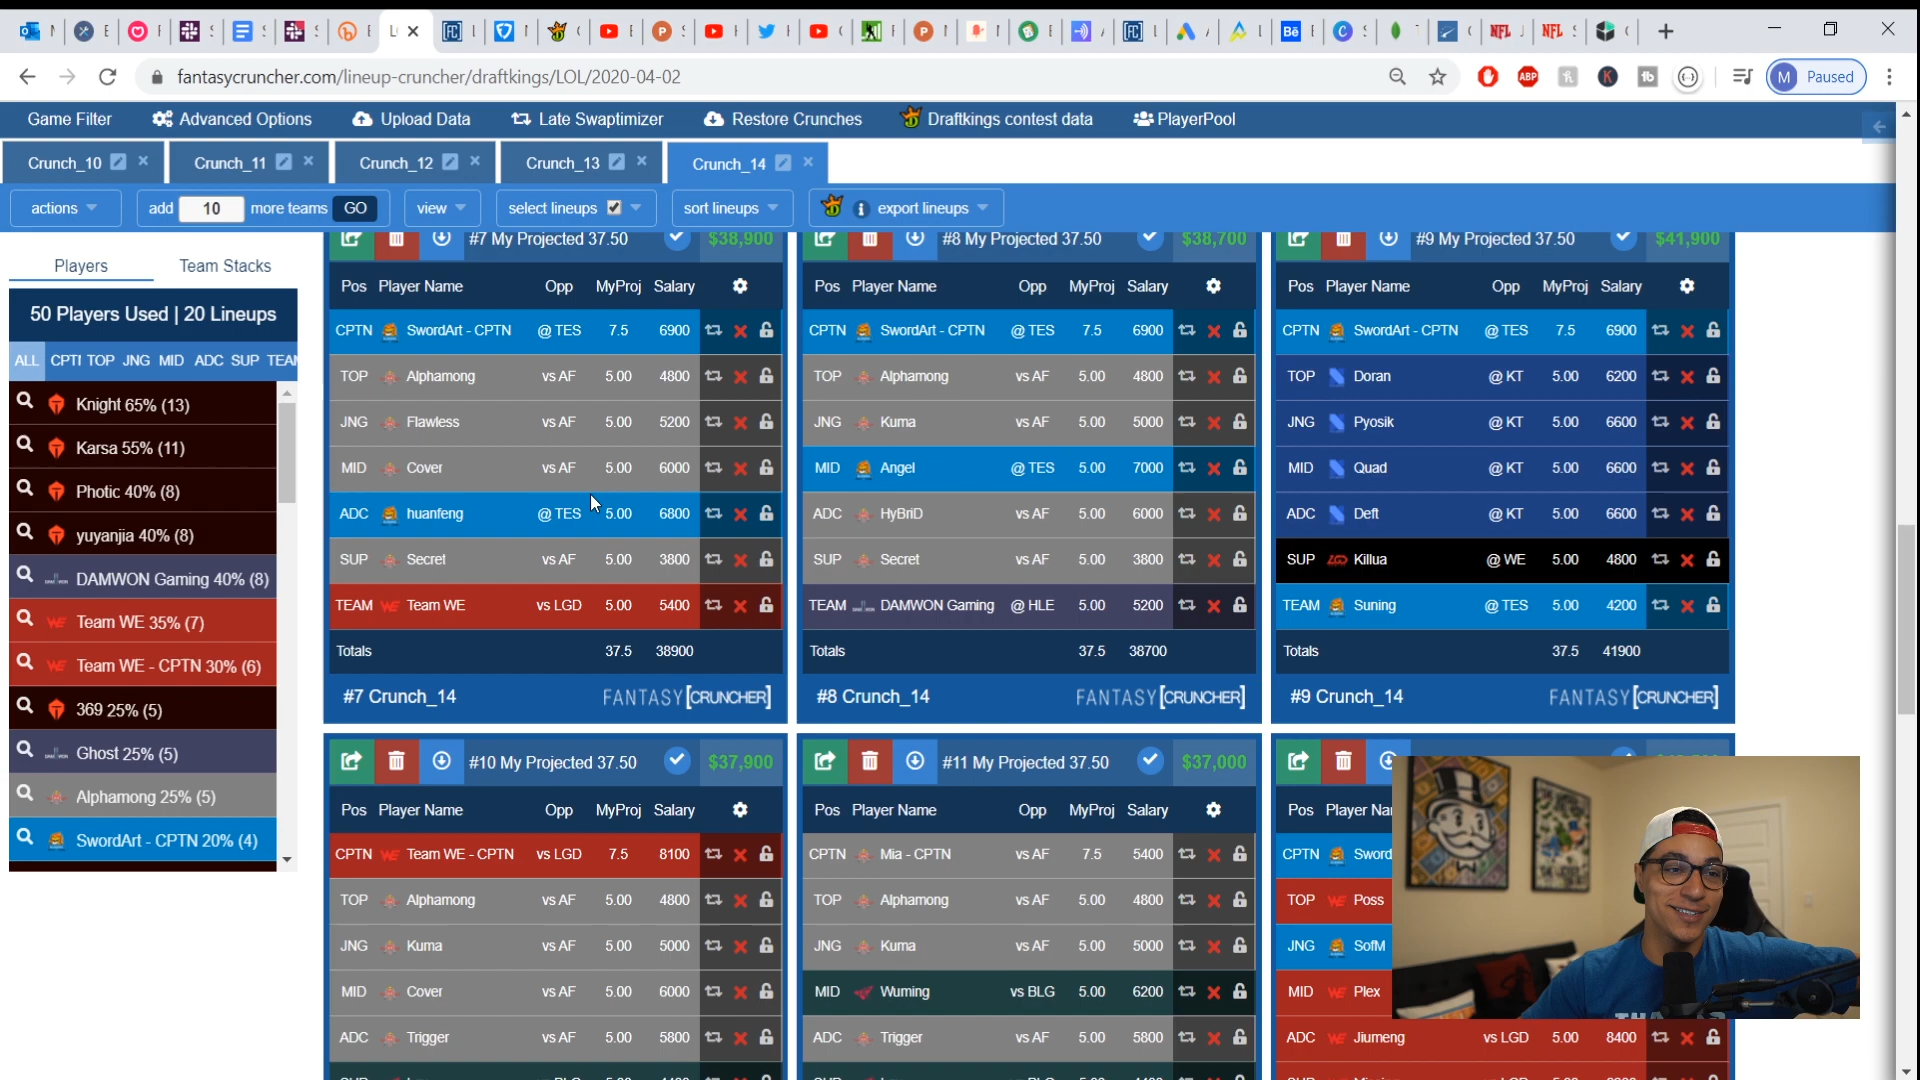 fantasycruncher.com/lineup-cruncher/draftkings/LOL/2020-04-02
ABP
M Paused
Game Filter Advanced Options Upload Data Late Swaptimizer Restore Crunches Draftkings contest data PlayerPool
Crunch_10 Crunch_11 Crunch_12 Crunch_13 Crunch_14
actions add 10 more teams GO view select lineups sort lineups export lineups
Players Team Stacks
50 Players Used | 20 Lineups
ALL CPTI TOP JNG MID ADC SUP TEAM
Knight 65% (13)
Karsa 55% (11)
Photic 40% (8)
yuyanjia 40% (8)
DAMWON Gaming 40% (8)
Team WE 35% (7)
Team WE - CPTN 30% (6)
369 25% (5)
Ghost 25% (5)
Alphamong 25% (5)
SwordArt - CPTN 20% (4)
#7 My Projected 37.50 $38,900
Pos Player Name Opp MyProj Salary
CPTN SwordArt - CPTN @ TES 7.5 6900
TOP Alphamong vs AF 5.00 4800
JNG Flawless vs AF 5.00 5200
MID Cover vs AF 5.00 6000
ADC huanfeng @ TES 5.00 6800
SUP Secret vs AF 5.00 3800
TEAM Team WE vs LGD 5.00 5400
Totals 37.5 38900
#7 Crunch_14 FANTASY[CRUNCHER]
#8 My Projected 37.50 $38,700
Pos Player Name Opp MyProj Salary
CPTN SwordArt - CPTN @ TES 7.5 6900
TOP Alphamong vs AF 5.00 4800
JNG Kuma vs AF 5.00 5000
MID Angel @ TES 5.00 7000
ADC HyBriD vs AF 5.00 6000
SUP Secret vs AF 5.00 3800
TEAM DAMWON Gaming @ HLE 5.00 5200
Totals 37.5 38700
#8 Crunch_14 FANTASY[CRUNCHER]
#9 My Projected 37.50 $41,900
Pos Player Name Opp MyProj Salary
CPTN SwordArt - CPTN @ TES 7.5 6900
TOP Doran @ KT 5.00 6200
JNG Pyosik @ KT 5.00 6600
MID Quad @ KT 5.00 6600
ADC Deft @ KT 5.00 6600
SUP Killua @ WE 5.00 4800
TEAM Suning @ TES 5.00 4200
Totals 37.5 41900
#9 Crunch_14 FANTASY[CRUNCHER]
#10 My Projected 37.50 $37,900
Pos Player Name Opp MyProj Salary
CPTN Team WE - CPTN vs LGD 7.5 8100
TOP Alphamong vs AF 5.00 4800
JNG Kuma vs AF 5.00 5000
MID Cover vs AF 5.00 6000
ADC Trigger vs AF 5.00 5800
#11 My Projected 37.50 $37,000
Pos Player Name Opp MyProj Salary
CPTN Mia - CPTN vs AF 7.5 5400
TOP Alphamong vs AF 5.00 4800
JNG Kuma vs AF 5.00 5000
MID Wuming vs BLG 5.00 6200
ADC Trigger vs AF 5.00 5800
Pos Player Na
CPTN Sword
TOP Poss
JNG SofM
MID Plex
ADC Jiumeng vs LGD 5.00 8400